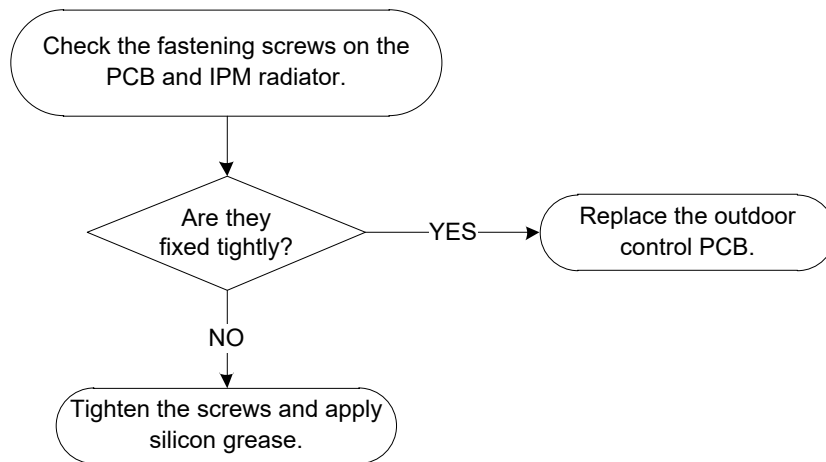 Check the fastening screws on the
PCB and IPM radiator.
Are they
fixed tightly?
YES
Replace the outdoor
control PCB.
NO
Tighten the screws and apply
silicon grease.